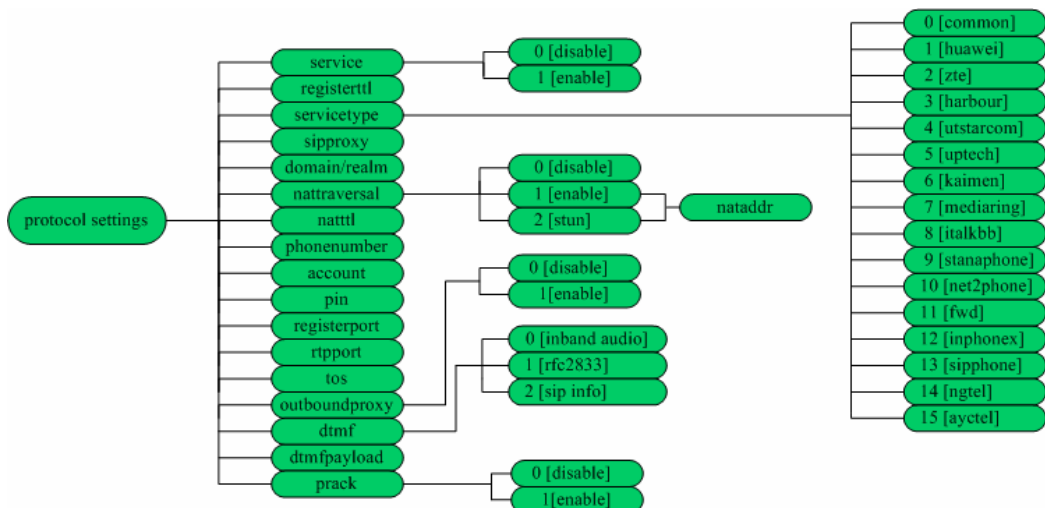 protocol settings
service
registerttl
servicetype
sipproxy
domain/realm
nattraversal
natttl
phonenumber
account
pin
registerport
rtpport
tos
outboundproxy
dtmf
dtmfpayload
prack
0 [disable]
1 [enable]
0 [disable]
1 [enable]
2 [stun]
nataddr
0 [disable]
1[enable]
0 [inband audio]
1 [rfc2833]
2 [sip info]
0 [disable]
1[enable]
0 [common]
1 [huawei]
2 [zte]
3 [harbour]
4 [utstarcom]
5 [uptech]
6 [kaimen]
7 [mediaring]
8 [italkbb]
9 [stanaphone]
10 [net2phone]
11 [fwd]
12 [inphonex]
13 [sipphone]
14 [ngtel]
15 [ayctel]